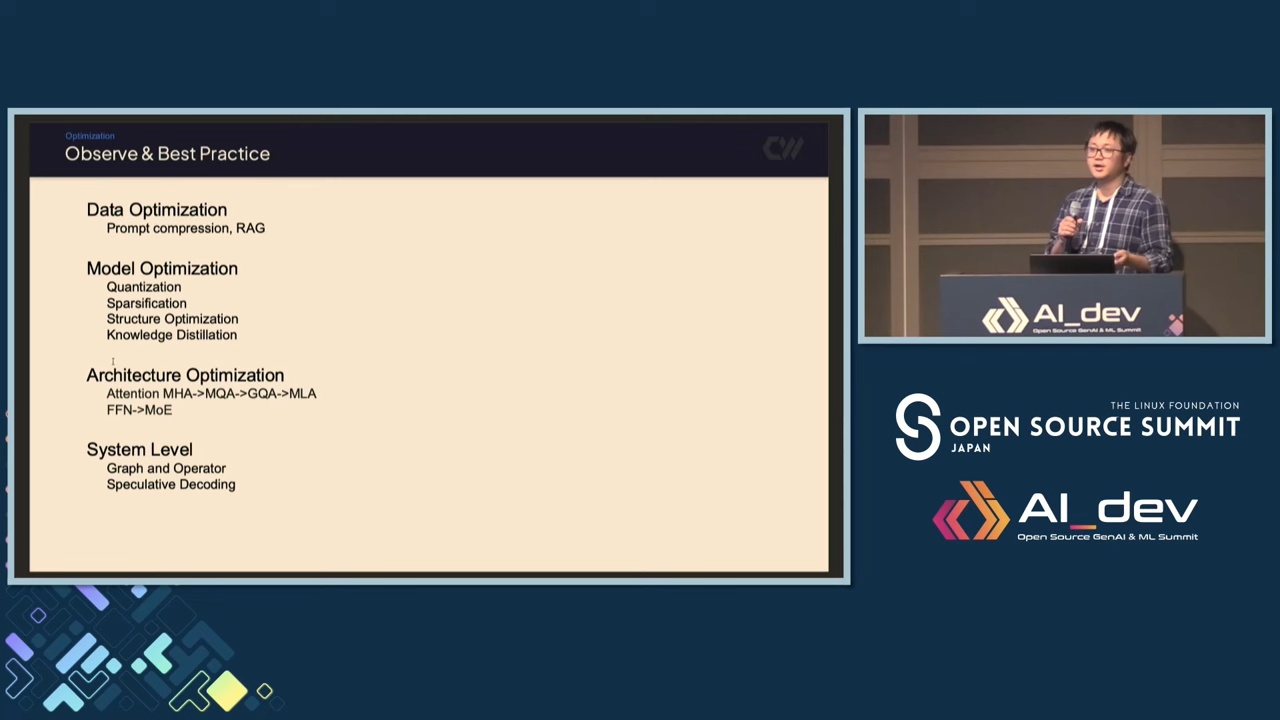 Optimization
Observe & Best Practice
CW
Data Optimization
Prompt compression, RAG
Model Optimization
Quantization
Sparsification
Structure Optimization
Knowledge Distillation
Architecture Optimization
Attention MHA->MQA->GQA->MLA
FFN->MoE
System Level
Graph and Operator
Speculative Decoding
AI_dev
Open Source GenAI & ML Summit
THE LINUX FOUNDATION
OPEN SOURCE SUMMIT
JAPAN
AI_dev
Open Source GenAI & ML Summit